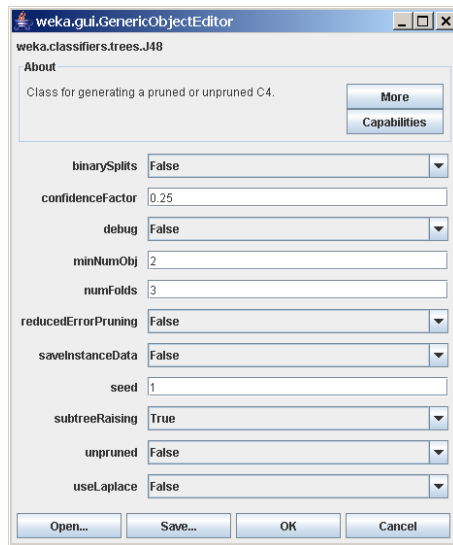 weka.gui.GenericObjectEditor
weka.classifiers.trees.J48
About
Class for generating a pruned or unpruned C4.
More
Capabilities
binarySplits False
confidenceFactor 0.25
debug False
minNumObj 2
numFolds 3
reducedErrorPruning False
saveInstanceData False
seed 1
subtreeRaising True
unpruned False
useLaplace False
Open... Save... OK Cancel